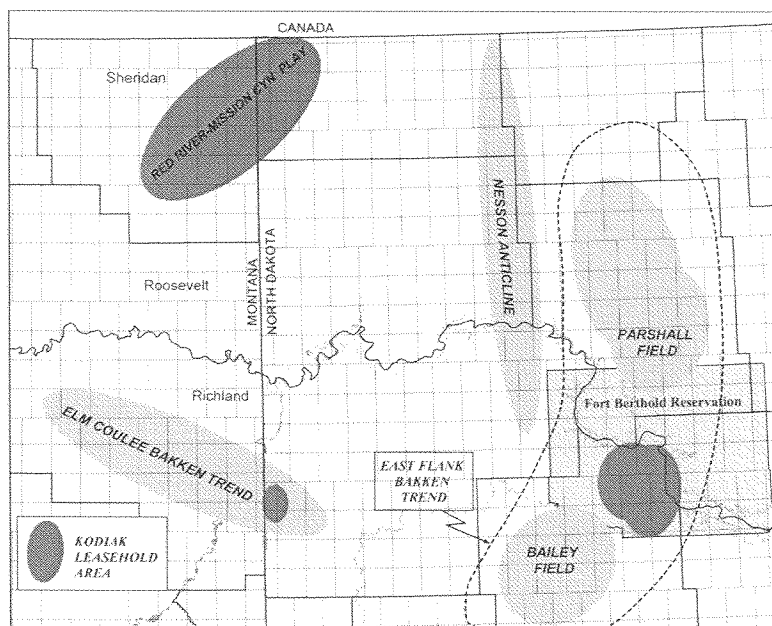 CANADA
Sheridan
RED RIVER-MISSION CYN. PLAY
NESSON ANTICLINE
MONTANA
NORTH DAKOTA
Roosevelt
PARSHALL
FIELD
Richland
Fort Berthold Reservation
ELM COULEE BAKKEN TREND
EAST FLANK
BAKKEN
TREND
KODIAK
LEASEHOLD
AREA
BAILEY
FIELD